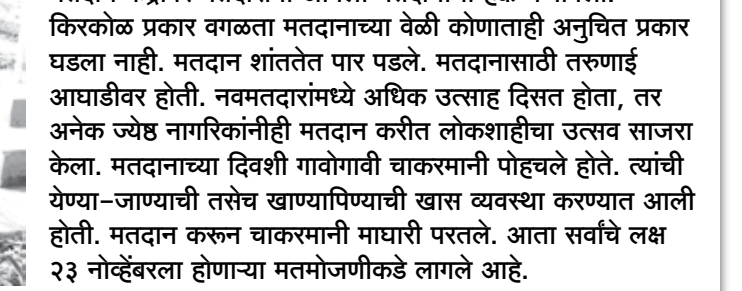 किरकोळ प्रकार वगळता मतदानाच्या वेळी कोणाताही अनुचित प्रकार
घडला नाही. मतदान शांततेत पार पडले. मतदानासाठी तरुणाई
आघाडीवर होती. नवमतदारांमध्ये अधिक उत्साह दिसत होता, तर
अनेक ज्येष्ठ नागरिकांनीही मतदान करीत लोकशाहीचा उत्सव साजरा
केला. मतदानाच्या दिवशी गावोगावी चाकरमानी पोहचले होते. त्यांची
येण्या-जाण्याची तसेच खाण्यापिण्याची खास व्यवस्था करण्यात आली
होती. मतदान करून चाकरमानी माघारी परतले. आता सर्वांचे लक्ष
२३ नोव्हेंबरला होणाऱ्या मतमोजणीकडे लागले आहे.